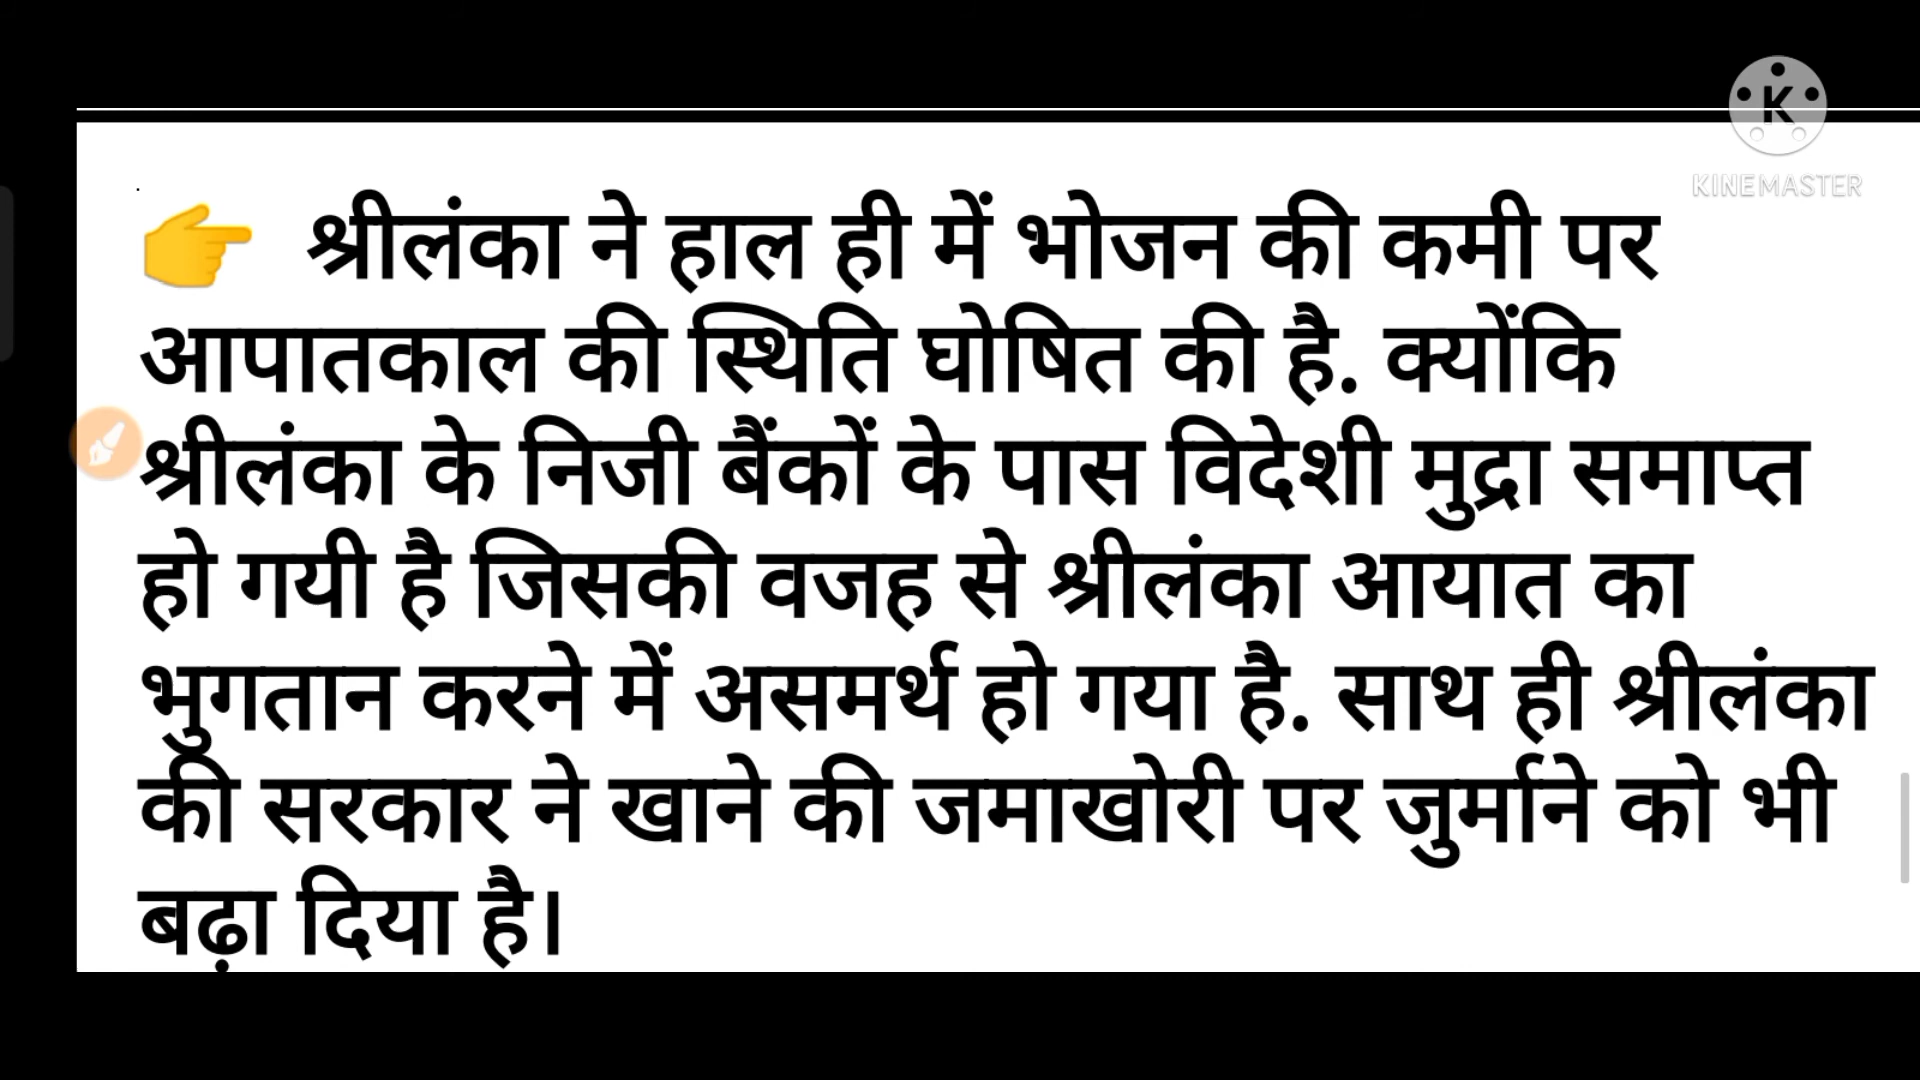 KINEMASTER
👉 श्रीलंका ने हाल ही में भोजन की कमी पर
आपातकाल की स्थिति घोषित की है. क्योंकि
श्रीलंका के निजी बैंकों के पास विदेशी मुद्रा समाप्त
हो गयी है जिसकी वजह से श्रीलंका आयात का
भुगतान करने में असमर्थ हो गया है. साथ ही श्रीलंका
की सरकार ने खाने की जमाखोरी पर जुर्माने को भी
बढ़ा दिया है।